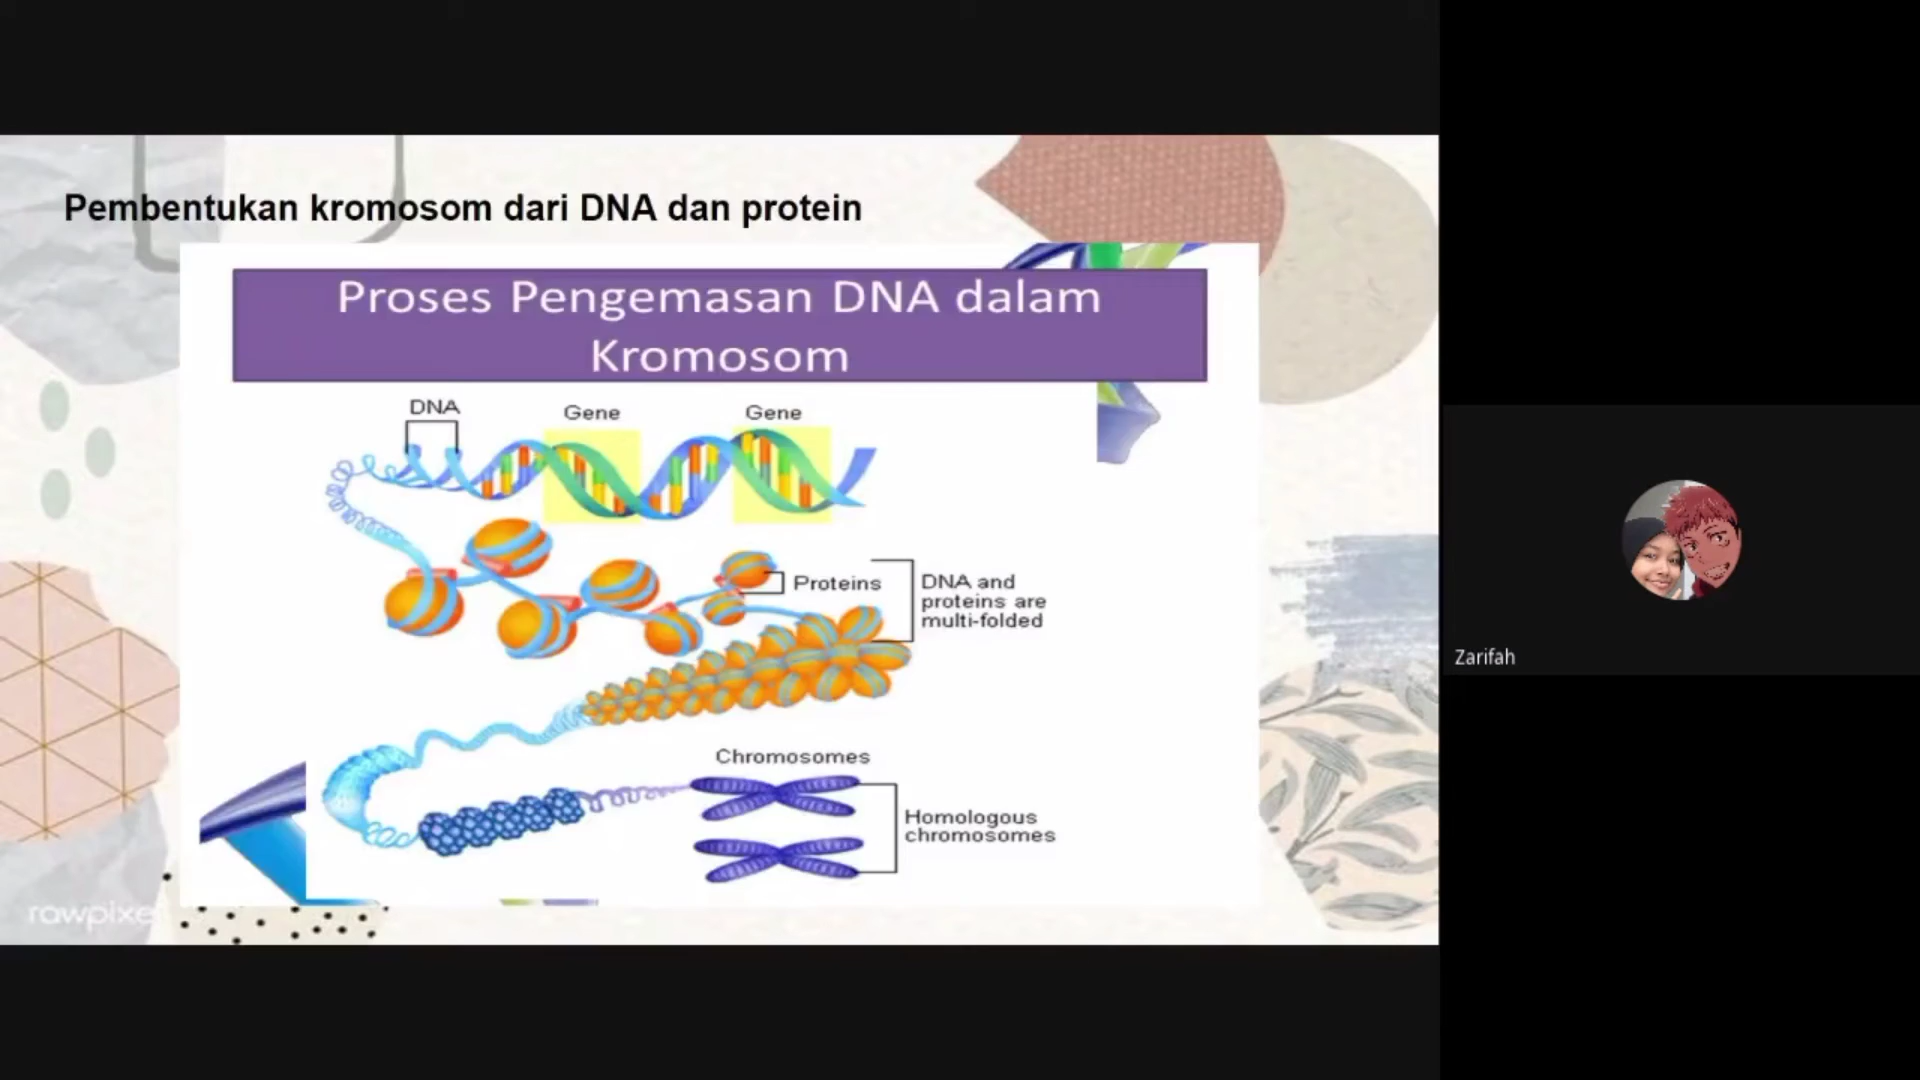 Pembentukan kromosom dari DNA dan protein
Proses Pengemasan DNA dalam
Kromosom
DNA
Gene
Gene
Proteins
DNA and
proteins are
multi-folded
Chromosomes
Homologous
chromosomes
rawpixel
Zarifah